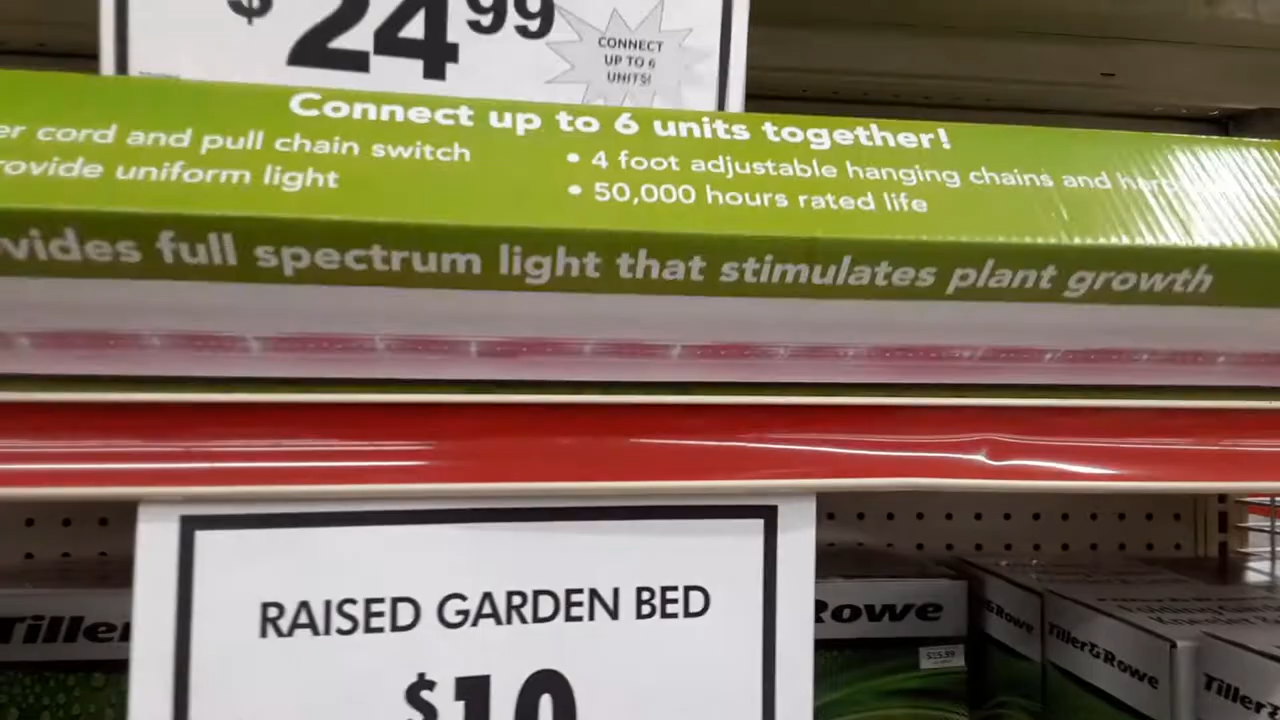 $24.99
CONNECT
UP TO 6
UNITS!
Connect up to 6 units together!
er cord and pull chain switch
rovide uniform light
• 4 foot adjustable hanging chains and
• 50,000 hours rated life
vides full spectrum light that stimulates plant growth
RAISED GARDEN BED
$10
Tiller
Rowe
&Rowe
Tiller&Rowe
Tiller&